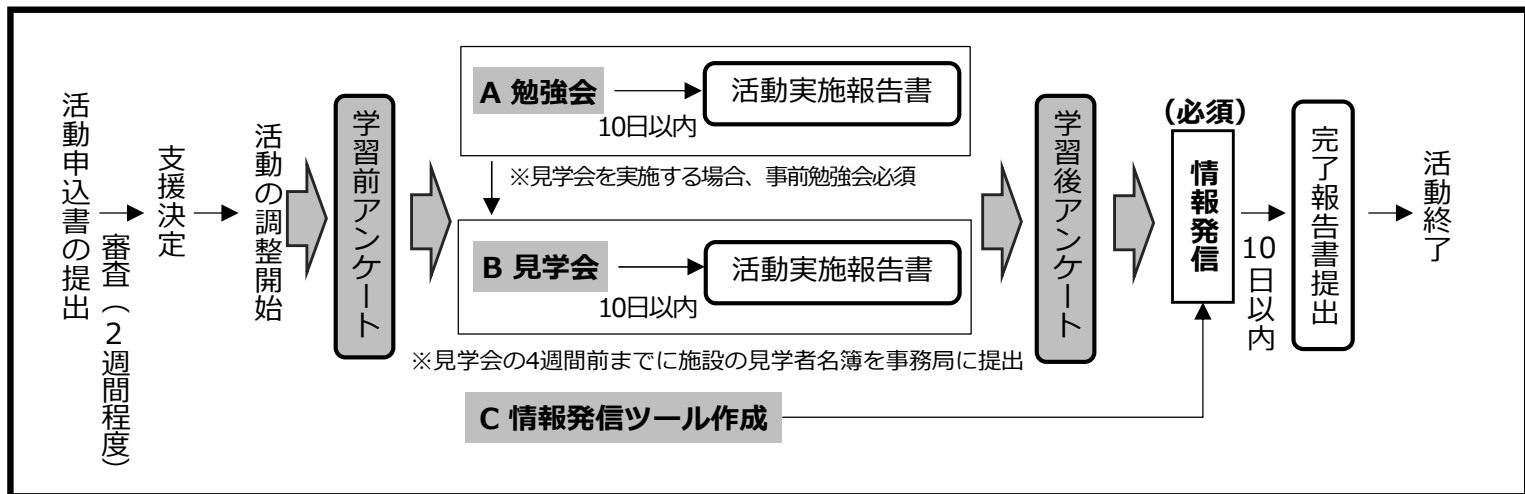 活動申込書の提出
審査（2週間程度）
支援決定
活動の調整開始
学習前アンケート
A 勉強会
10日以内
活動実施報告書
※見学会を実施する場合、事前勉強会必須
B 見学会
10日以内
活動実施報告書
※見学会の4週間前までに施設の見学者名簿を事務局に提出
C 情報発信ツール作成
学習後アンケート
（必須）
情報発信
10日以内
完了報告書提出
活動終了